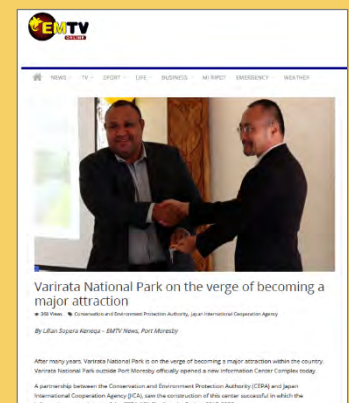 EMTV
ONLINE
NEWS TV SPORT LIFE BUSINESS MI RIPOT EMERGENCY WEATHER
Varirata National Park on the verge of becoming a
major attraction
Views Conservation and Environment Protection Authority, Japan International Cooperation Agency
By Lilian Sopera Keneqa – EMTV News, Port Moresby
After many years, Varirata National Park is on the verge of becoming a major attraction within the country.
Varirata National Park outside Port Moresby officially opened a new Information Center Complex today.
A partnership between the Conservation and Environment Protection Authority (CEPA) and Japan
International Cooperation Agency (JICA), saw the construction of this center successful in which the